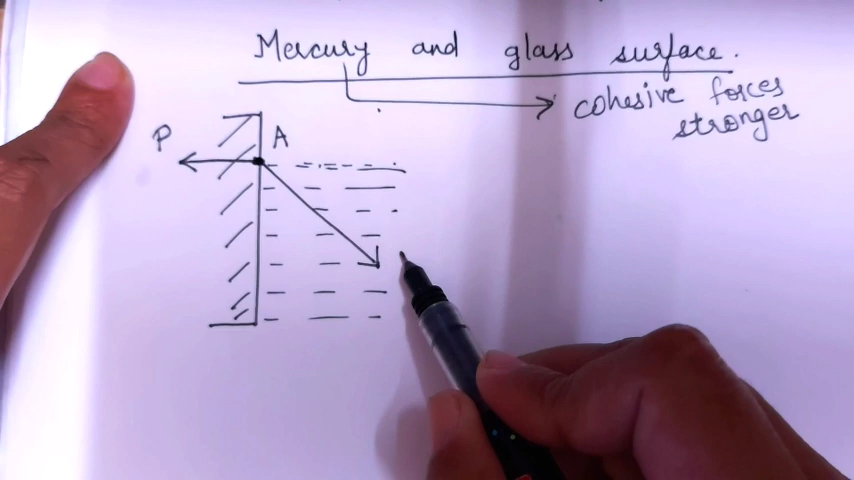 Mercury and glass surface.
cohesive forces
stronger
P
A